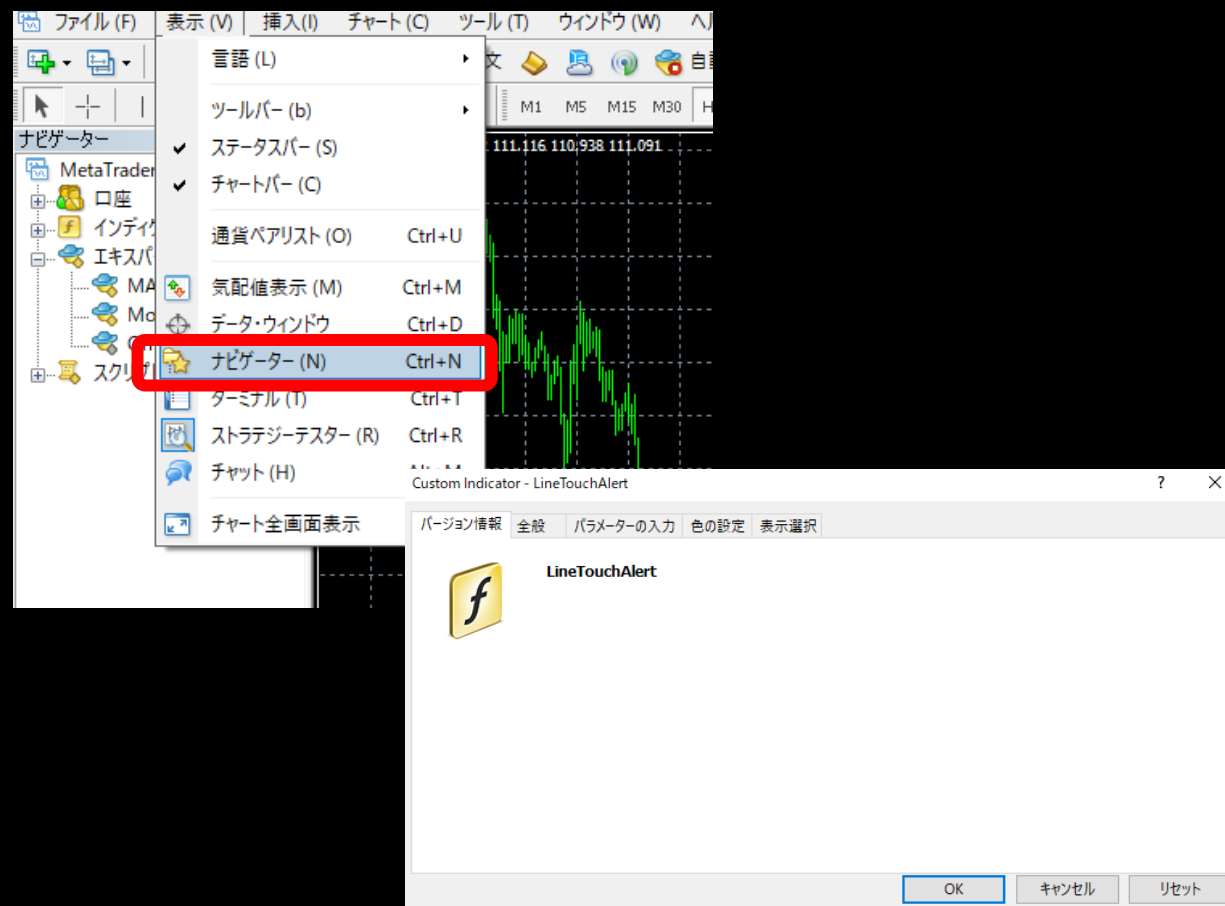 ファイル (F) 表示 (V) 挿入(I) チャート (C) ツール (T) ウィンドウ (W)
文 自
M1 M5 M15 M30 H
ナビゲーター
MetaTrader
口座
インディ
エキスパ
MA
Mo
スクリプ
言語 (L)
ツールバー (b)
ステータスバー (S)
チャートバー (C)
通貨ペアリスト (O) Ctrl+U
気配値表示 (M) Ctrl+M
データ・ウィンドウ Ctrl+D
ナビゲーター (N) Ctrl+N
ターミナル (T) Ctrl+T
ストラテジーテスター (R) Ctrl+R
チャット (H)
チャート全画面表示
111.116 110.938 111.091
Custom Indicator - LineTouchAlert ?
バージョン情報 全般 パラメーターの入力 色の設定 表示選択
LineTouchAlert
OK キャンセル リセット